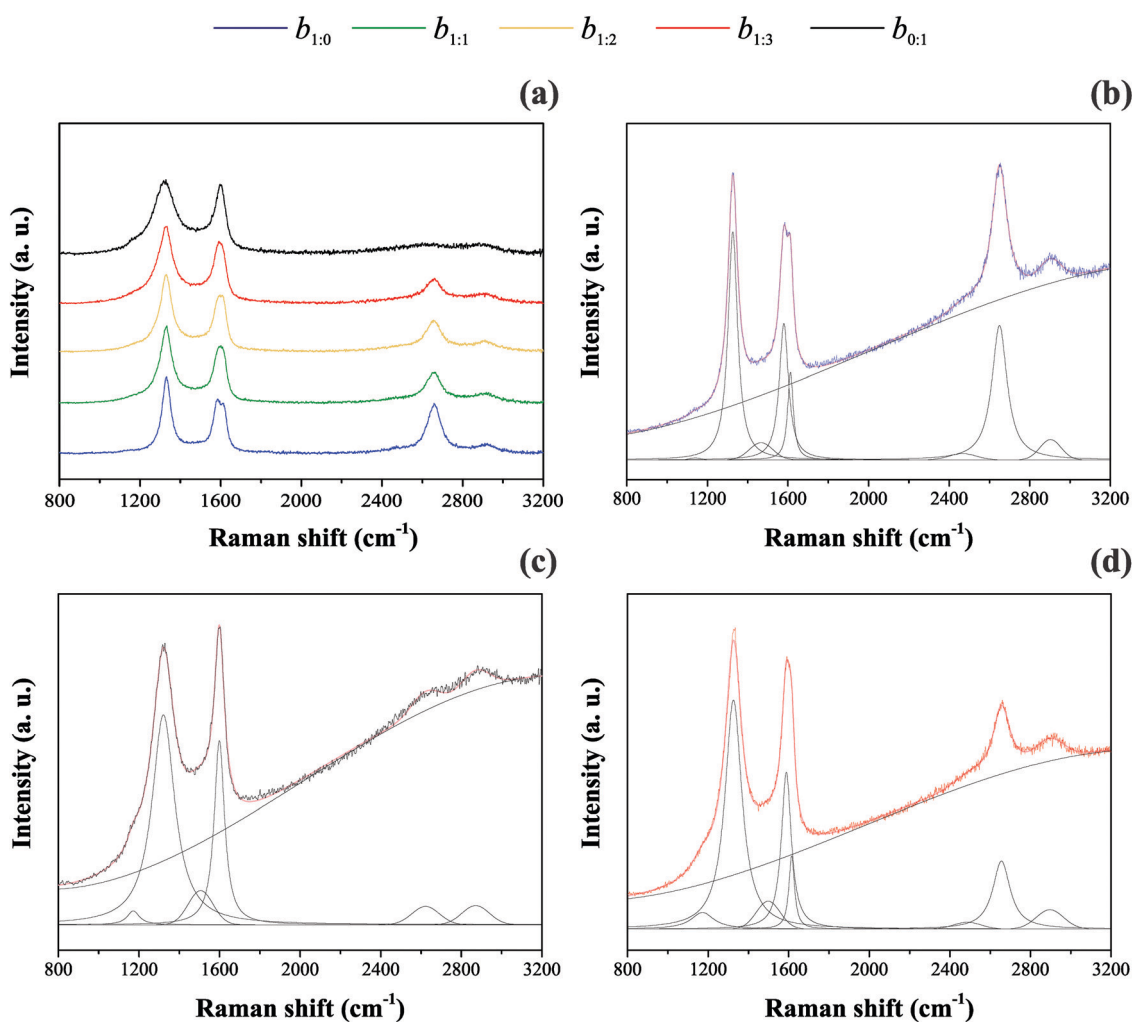 b1:0 b1:1 b1:2 b1:3 b0:1
(a)
Intensity (a. u.)
800 1200 1600 2000 2400 2800 3200
Raman shift (cm-1)
(b)
Intensity (a. u.)
800 1200 1600 2000 2400 2800 3200
Raman shift (cm-1)
(c)
Intensity (a. u.)
800 1200 1600 2000 2400 2800 3200
Raman shift (cm-1)
(d)
Intensity (a. u.)
800 1200 1600 2000 2400 2800 3200
Raman shift (cm-1)